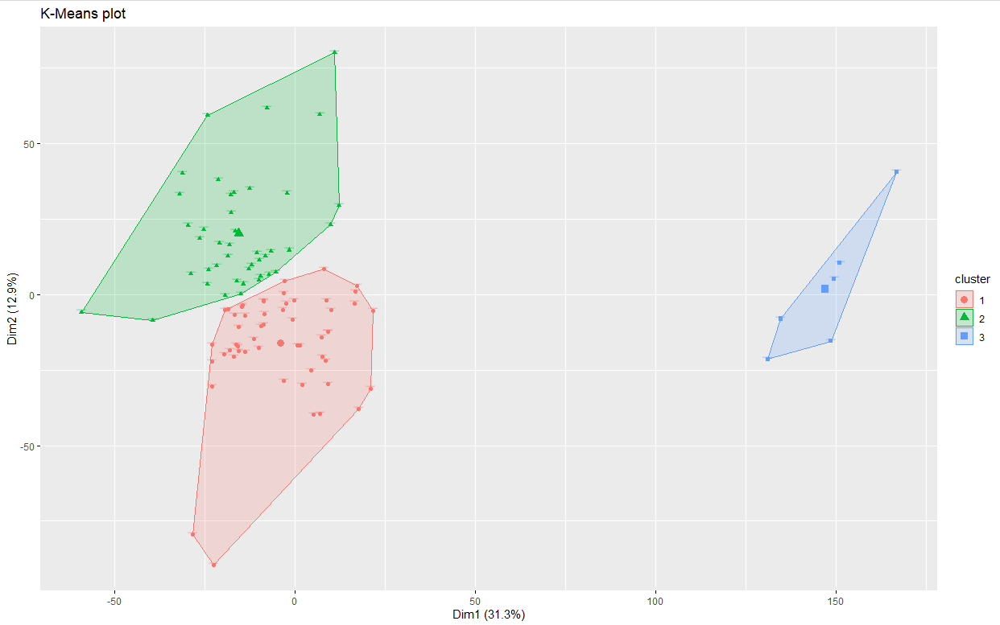 K-Means plot
50
0
-50
Dim2 (12.9%)
-50
0
50
100
150
Dim1 (31.3%)
cluster
1
2
3